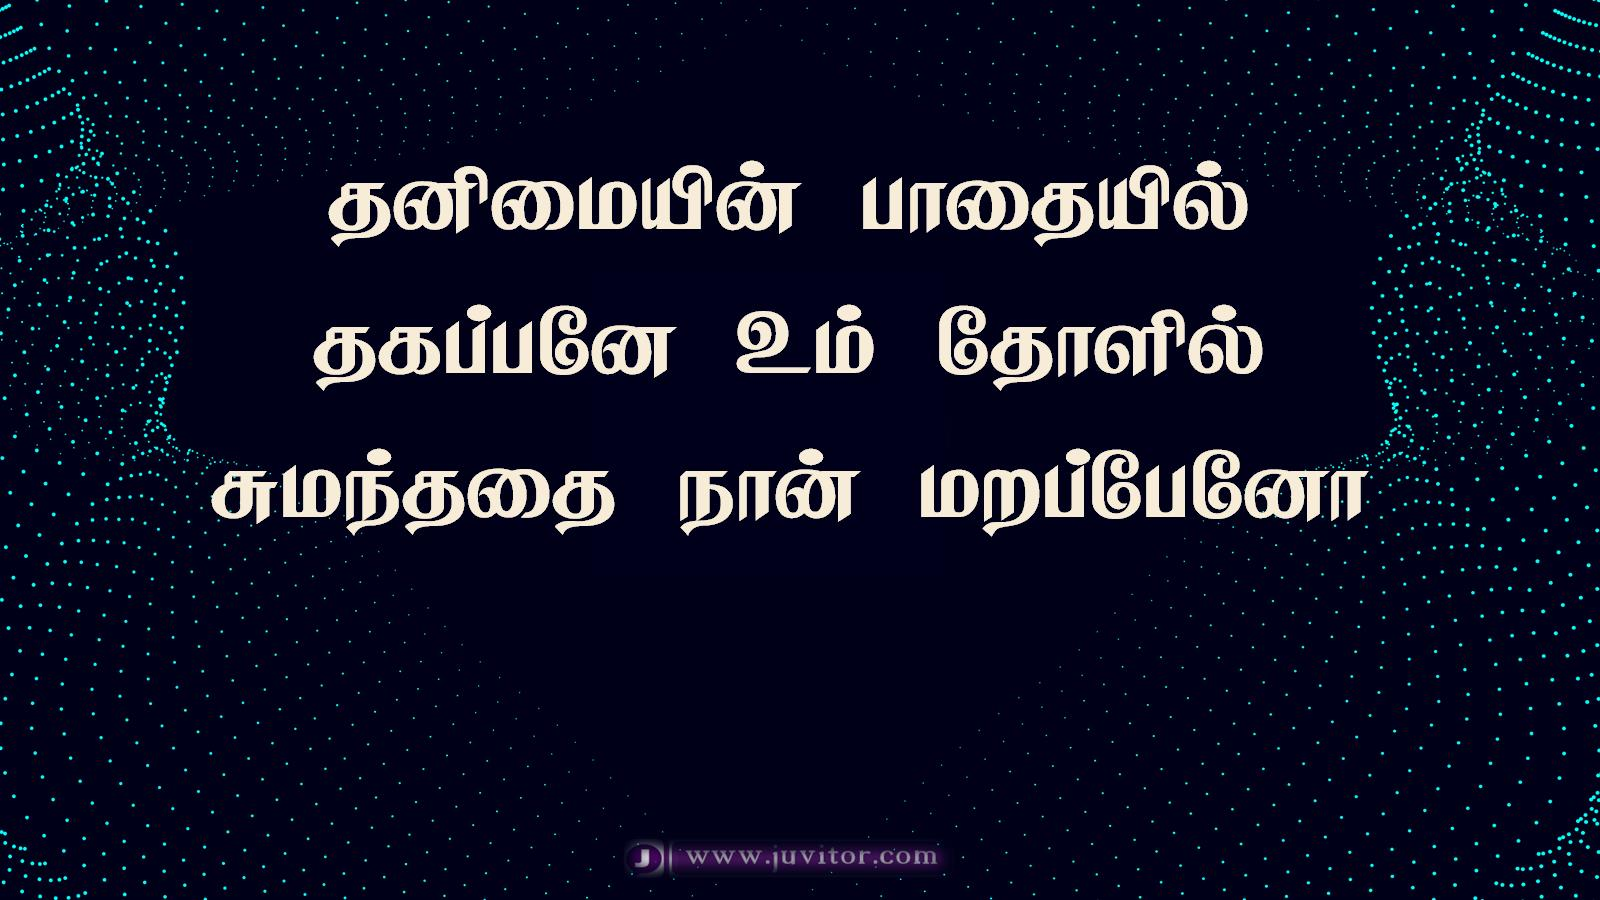 தனிமையின் பாதையில்
தகப்பனே உம் தோளில்
சுமந்ததை நான் மறப்பேனோ
J www.juvitor.com